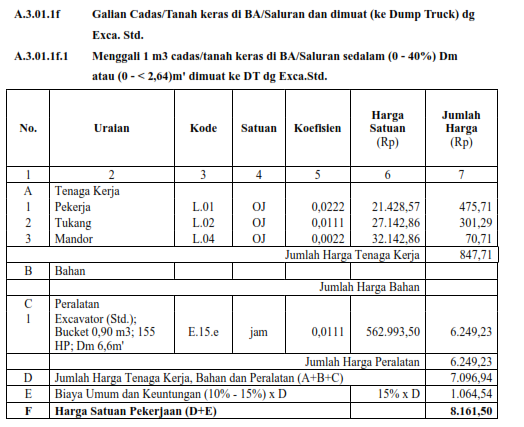 A.3.01.1f Galian Cadas/Tanah keras di BA/Saluran dan dimuat (ke Dump Truck) dg
Exca. Std.
A.3.01.1f.1 Menggali 1 m3 cadas/tanah keras di BA/Saluran sedalam (0 - 40%) Dm
atau (0 - < 2,64)m' dimuat ke DT dg Exca.Std.
No. Uraian Kode Satuan Koefisien Harga Satuan (Rp) Jumlah Harga (Rp)
1 2 3 4 5 6 7
A Tenaga Kerja
1 Pekerja L.01 OJ 0,0222 21.428,57 475,71
2 Tukang L.02 OJ 0,0111 27.142,86 301,29
3 Mandor L.04 OJ 0,0022 32.142,86 70,71
Jumlah Harga Tenaga Kerja 847,71
B Bahan
Jumlah Harga Bahan
C Peralatan
1 Excavator (Std.);
Bucket 0,90 m3; 155 E.15.e jam 0,0111 562.993,50 6.249,23
HP; Dm 6,6m'
Jumlah Harga Peralatan 6.249,23
D Jumlah Harga Tenaga Kerja, Bahan dan Peralatan (A+B+C) 7.096,94
E Biaya Umum dan Keuntungan (10% - 15%) x D 15% x D 1.064,54
F Harga Satuan Pekerjaan (D+E) 8.161,50